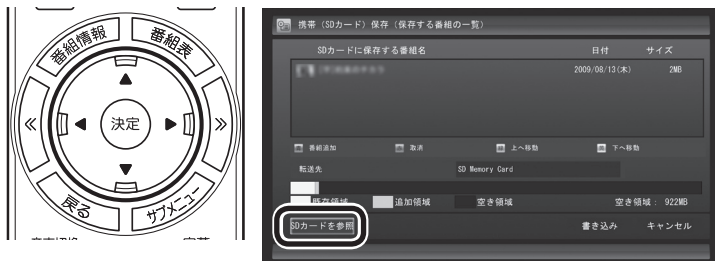 番組情報
番組表
決定
戻る
サブメニュー
携帯（SDカード）保存（保存する番組の一覧）
SDカードに保存する番組名 日付 サイズ
2009/08/13(木) 2MB
番組追加 取消 上へ移動 下へ移動
転送先 SD Memory Card
既存領域 追加領域 空き領域 空き領域： 922MB
SDカードを参照 書き込み キャンセル